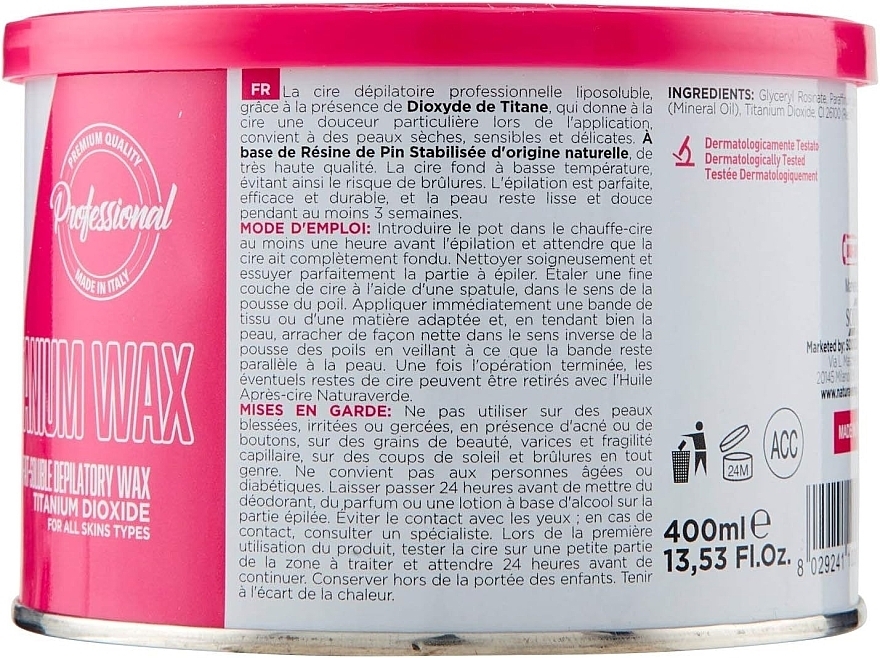 PREMIUM QUALITY
Professional
MADE IN ITALY
ANIUM WAX
SOLUBLE DEPILATORY WAX
TITANIUM DIOXIDE
FOR ALL SKINS TYPES
FR La cire dépilatoire professionnelle liposoluble,
grâce à la présence de Dioxyde de Titane, qui donne à la
cire une douceur particulière lors de l'application,
convient à des peaux sèches, sensibles et délicates. À
base de Résine de Pin Stabilisée d'origine naturelle, de
très haute qualité. La cire fond à basse température,
évitant ainsi le risque de brûlures. L'épilation est parfaite,
efficace et durable, et la peau reste lisse et douce
pendant au moins 3 semaines.
MODE D'EMPLOI: Introduire le pot dans le chauffe-cire
au moins une heure avant l'épilation et attendre que la
cire ait complètement fondu. Nettoyer soigneusement et
essuyer parfaitement la partie à épiler. Étaler une fine
couche de cire à l'aide d'une spatule, dans le sens de la
pousse du poil. Appliquer immédiatement une bande de
tissu ou d'une matière adaptée et, en tendant bien la
peau, arracher de façon nette dans le sens inverse de la
pousse des poils en veillant à ce que la bande reste
parallèle à la peau. Une fois l'opération terminée, les
éventuels restes de cire peuvent être retirés avec l'Huile
Après-cire Naturaverde.
MISES EN GARDE: Ne pas utiliser sur des peaux
blessées, irritées ou gercées, en présence d'acné ou de
boutons, sur des grains de beauté, varices et fragilité
capillaire, sur des coups de soleil et brûlures en tout
genre. Ne convient pas aux personnes âgées ou
diabétiques. Laisser passer 24 heures avant de mettre du
déodorant, du parfum ou une lotion à base d'alcool sur la
partie épilée. Éviter le contact avec les yeux ; en cas de
contact, consulter un spécialiste. Lors de la première
utilisation du produit, tester la cire sur une petite partie
de la zone à traiter et attendre 24 heures avant de
continuer. Conserver hors de la portée des enfants. Tenir
à l'écart de la chaleur.
INGREDIENTS: Glyceryl Rosinate, Paraffin
(Mineral Oil), Titanium Dioxide, CI 26100
Dermatologicamente Testato
Dermatologically Tested
Testée Dermatologiquement
Marketed by:
Via L.
20145 Milano
www.natura
MADE
24M
ACC
400ml e
13,53 Fl.Oz.
8 029241